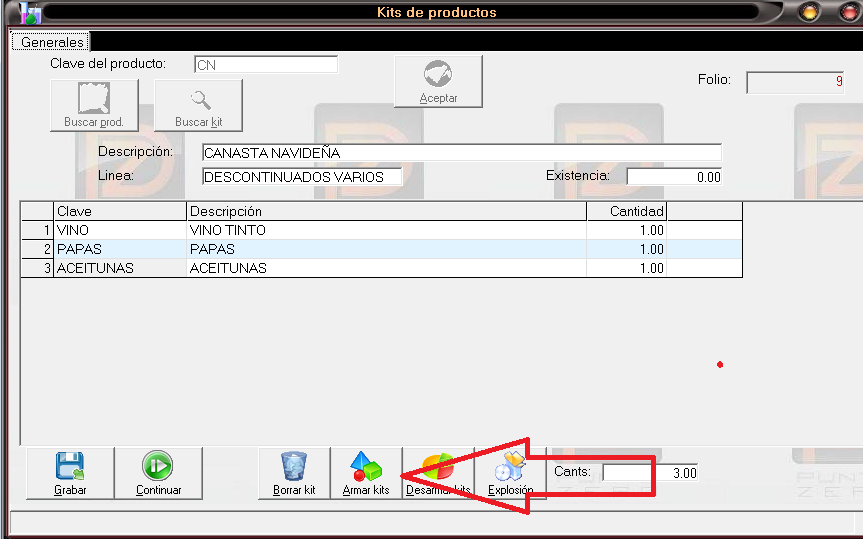 Kits de productos
Generales
Clave del producto: CN
Aceptar
Folio: 9
Buscar prod.
Buscar kit
Descripción: CANASTA NAVIDEÑA
Linea: DESCONTINUADOS VARIOS
Existencia: 0.00
Clave Descripción Cantidad
1 VINO VINO TINTO 1.00
2 PAPAS PAPAS 1.00
3 ACEITUNAS ACEITUNAS 1.00
Grabar
Continuar
Borrar kit
Armar kits
Desarmar kits
Explosión
Cants: 3.00